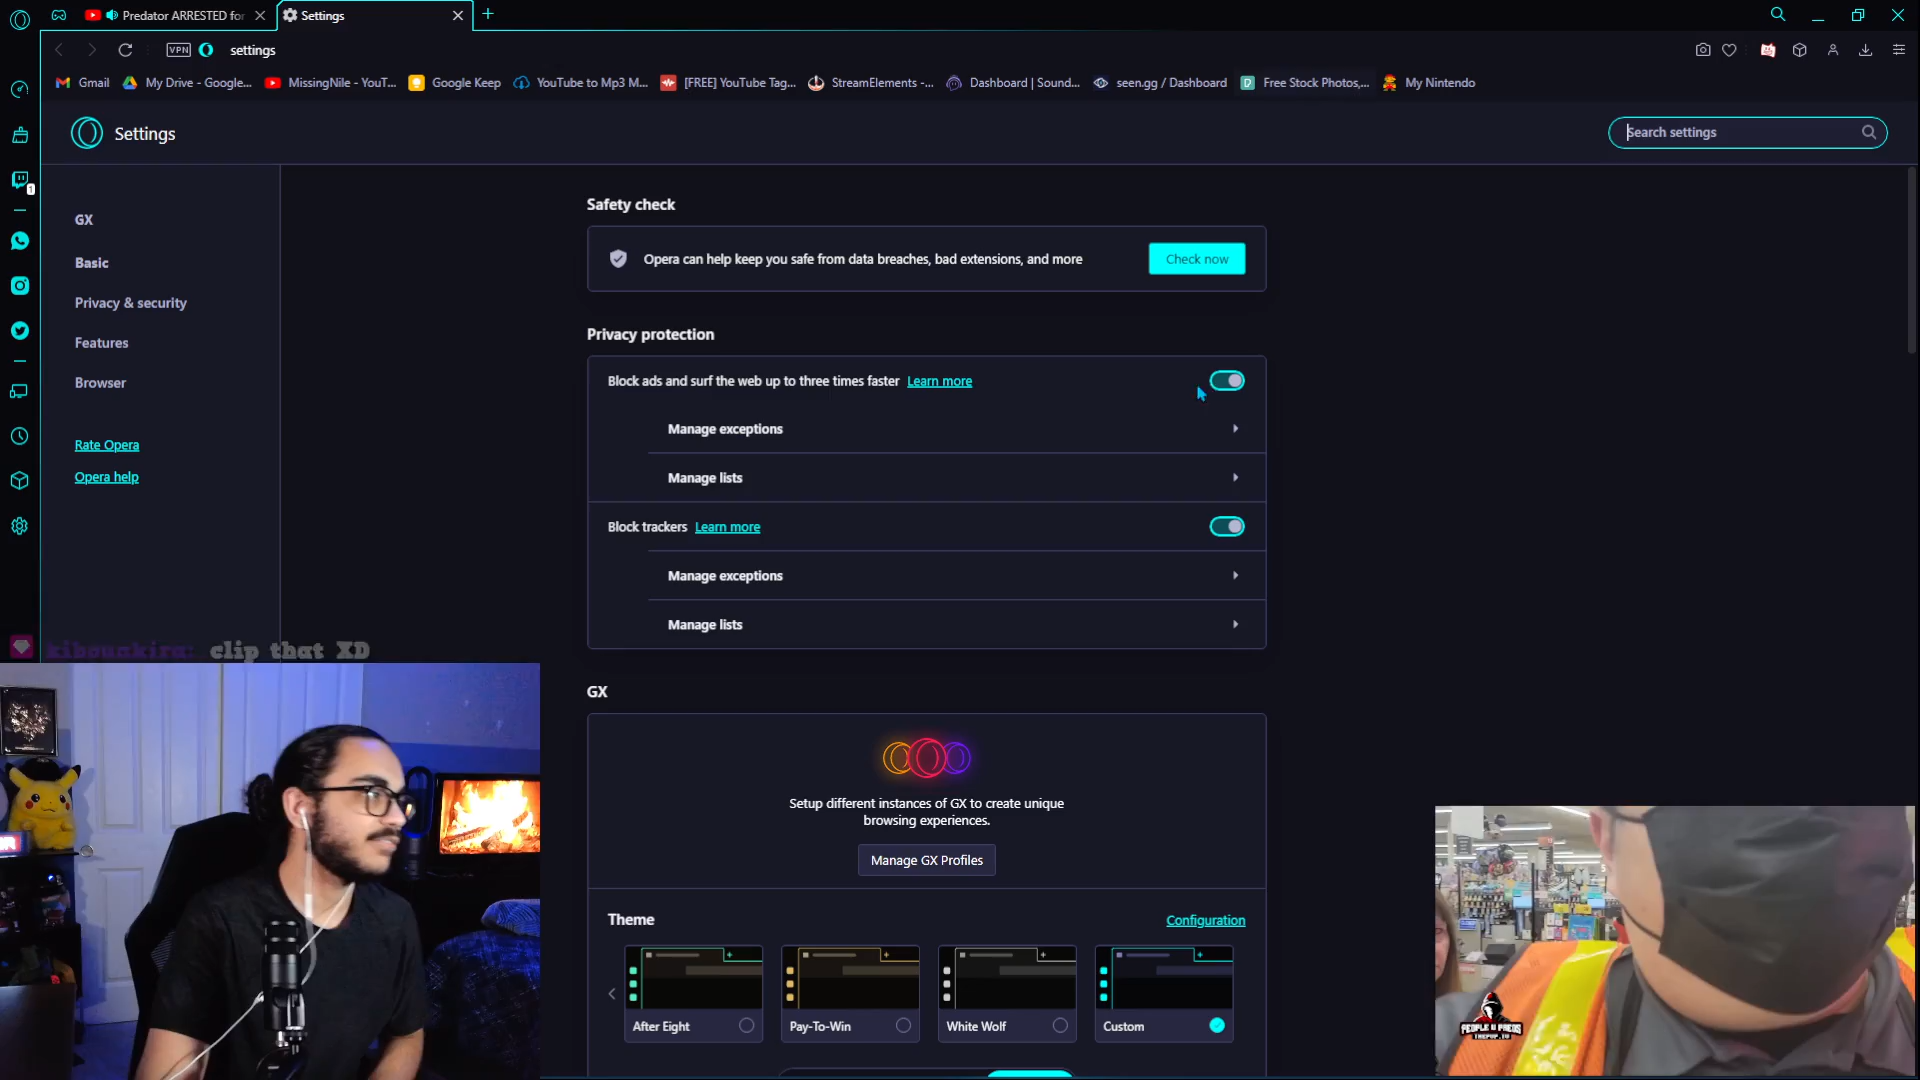 Predator ARRESTED for
Settings
VPN
settings
Gmail
My Drive - Google...
MissingNile - YouT...
Google Keep
YouTube to Mp3 M...
[FREE] YouTube Tag...
StreamElements -...
Dashboard | Sound...
seen.gg / Dashboard
Free Stock Photos,...
My Nintendo
Settings
Search settings
1
GX
Basic
Privacy & security
Features
Browser
Rate Opera
Opera help
Safety check
Opera can help keep you safe from data breaches, bad extensions, and more
Check now
Privacy protection
Block ads and surf the web up to three times faster Learn more
Manage exceptions
Manage lists
Block trackers Learn more
Manage exceptions
Manage lists
GX
Setup different instances of GX to create unique
browsing experiences.
Manage GX Profiles
Theme
Configuration
After Eight
Pay-To-Win
White Wolf
Custom
clip that XD
PEOPLE V PREDS